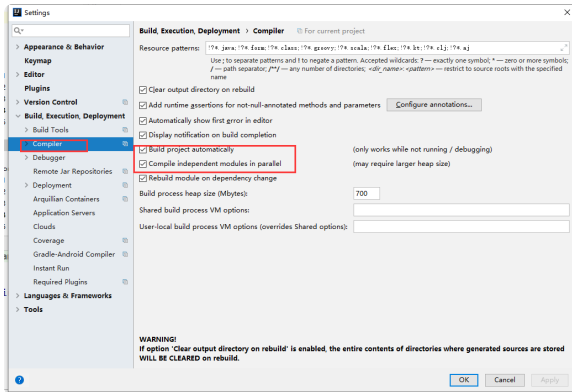 Settings
Appearance & Behavior
Keymap
Editor
Plugins
Version Control
Build, Execution, Deployment
Build Tools
Compiler
Debugger
Remote Jar Repositories
Deployment
Arquillian Containers
Application Servers
Clouds
Coverage
Gradle-Android Compiler
Instant Run
Required Plugins
Languages & Frameworks
Tools
Build, Execution, Deployment > Compiler For current project
Resource patterns: !?*.java;!?*.form;!?*.class;!?*.groovy;!?*.scala;!?*.flex;!?*.kt;!?*.clj;!?*.aj
Use ; to separate patterns and ! to negate a pattern. Accepted wildcards: ? — exactly one symbol; * — zero or more symbols;
/ — path separator; /**/ — any number of directories; <dir_name>:<pattern> — restrict to source roots with the specified
name
Clear output directory on rebuild
Add runtime assertions for not-null-annotated methods and parameters Configure annotations...
Automatically show first error in editor
Display notification on build completion
Build project automatically (only works while not running / debugging)
Compile independent modules in parallel (may require larger heap size)
Rebuild module on dependency change
Build process heap size (Mbytes): 700
Shared build process VM options:
User-local build process VM options (overrides Shared options):
WARNING!
If option 'Clear output directory on rebuild' is enabled, the entire contents of directories where generated sources are stored
WILL BE CLEARED on rebuild.
OK Cancel Apply